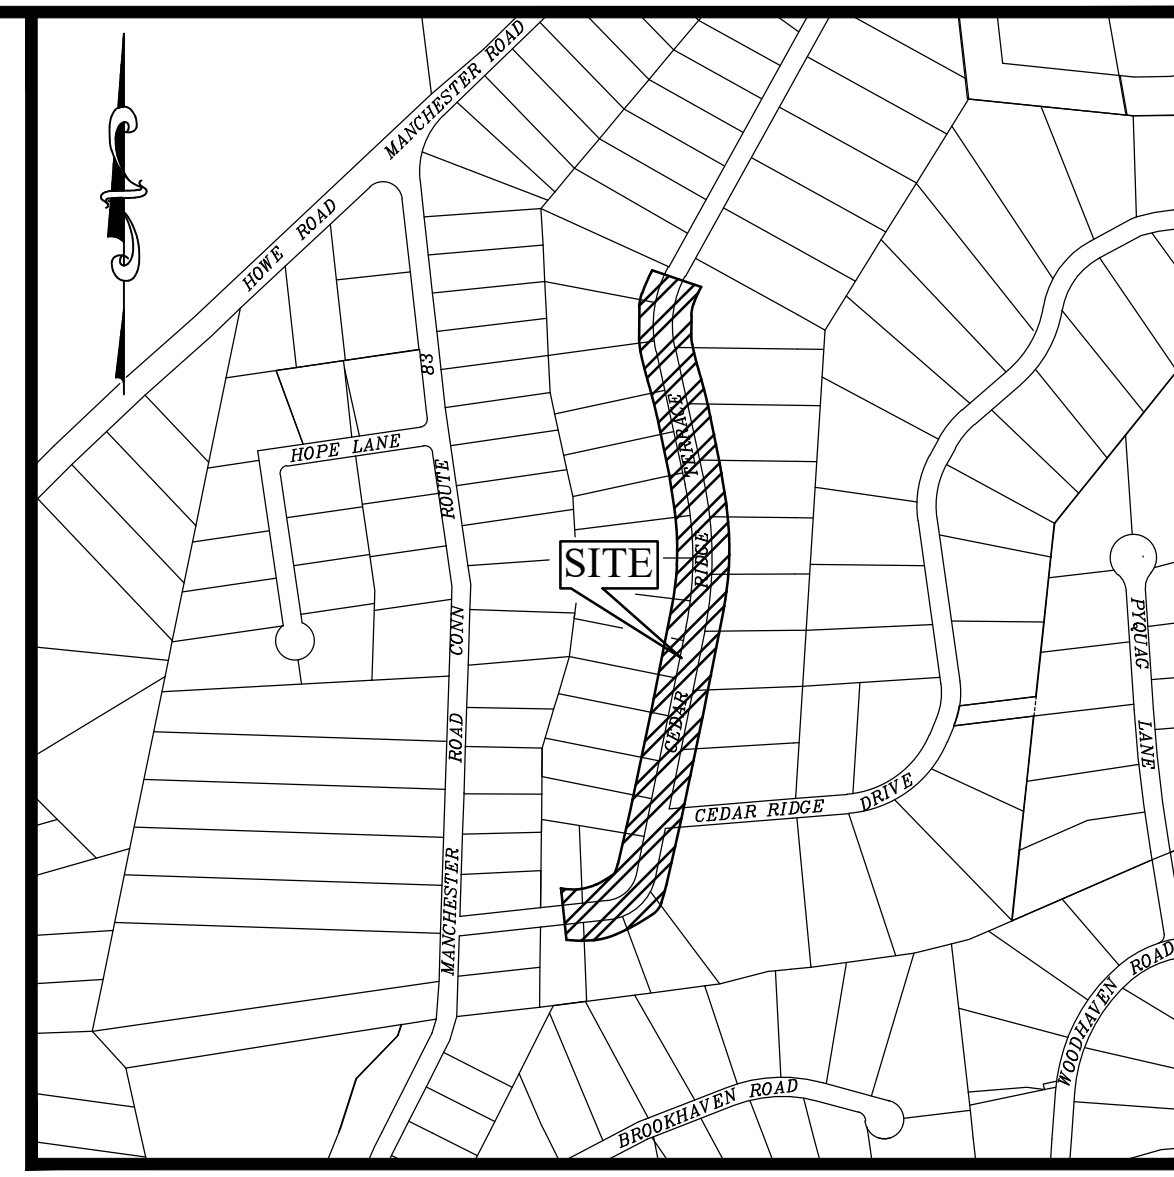 MANCHESTER ROAD
HOWE ROAD
83
HOPE LANE
ROUTE
CONN
ROAD
MANCHESTER
SITE
TERRACE
RIDGE
CEDAR
CEDAR RIDGE DRIVE
PYQUAG LANE
WOODHAVEN ROAD
BROOKHAVEN ROAD